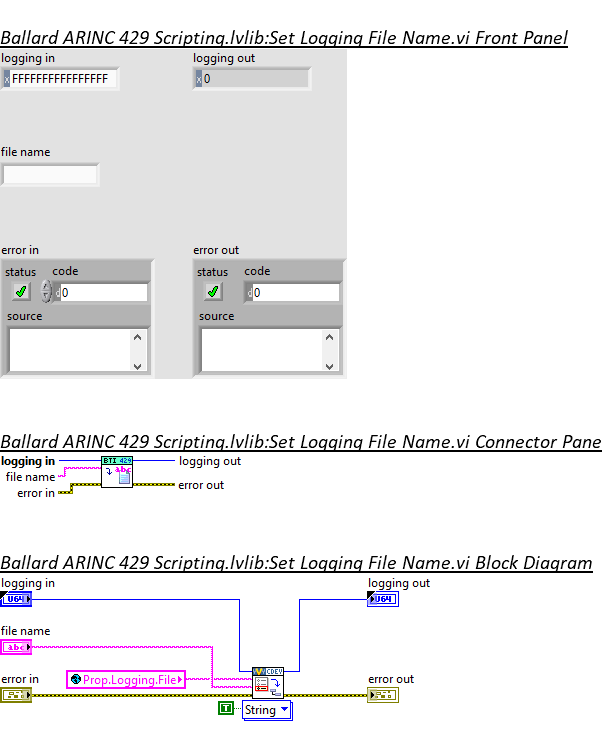 Ballard ARINC 429 Scripting.lvlib:Set Logging File Name.vi Front Panel
logging in
logging out
x FFFFFFFFFFFFFFFF
x 0
file name
error in
error out
status code
status code
d 0
d 0
source
source
Ballard ARINC 429 Scripting.lvlib:Set Logging File Name.vi Connector Pane
logging in
BTI 429
logging out
file name
abc
error in
error out
Ballard ARINC 429 Scripting.lvlib:Set Logging File Name.vi Block Diagram
logging in
logging out
U64
U64
file name
abc
error in
Prop.Logging.File
CDEV
error out
T
String